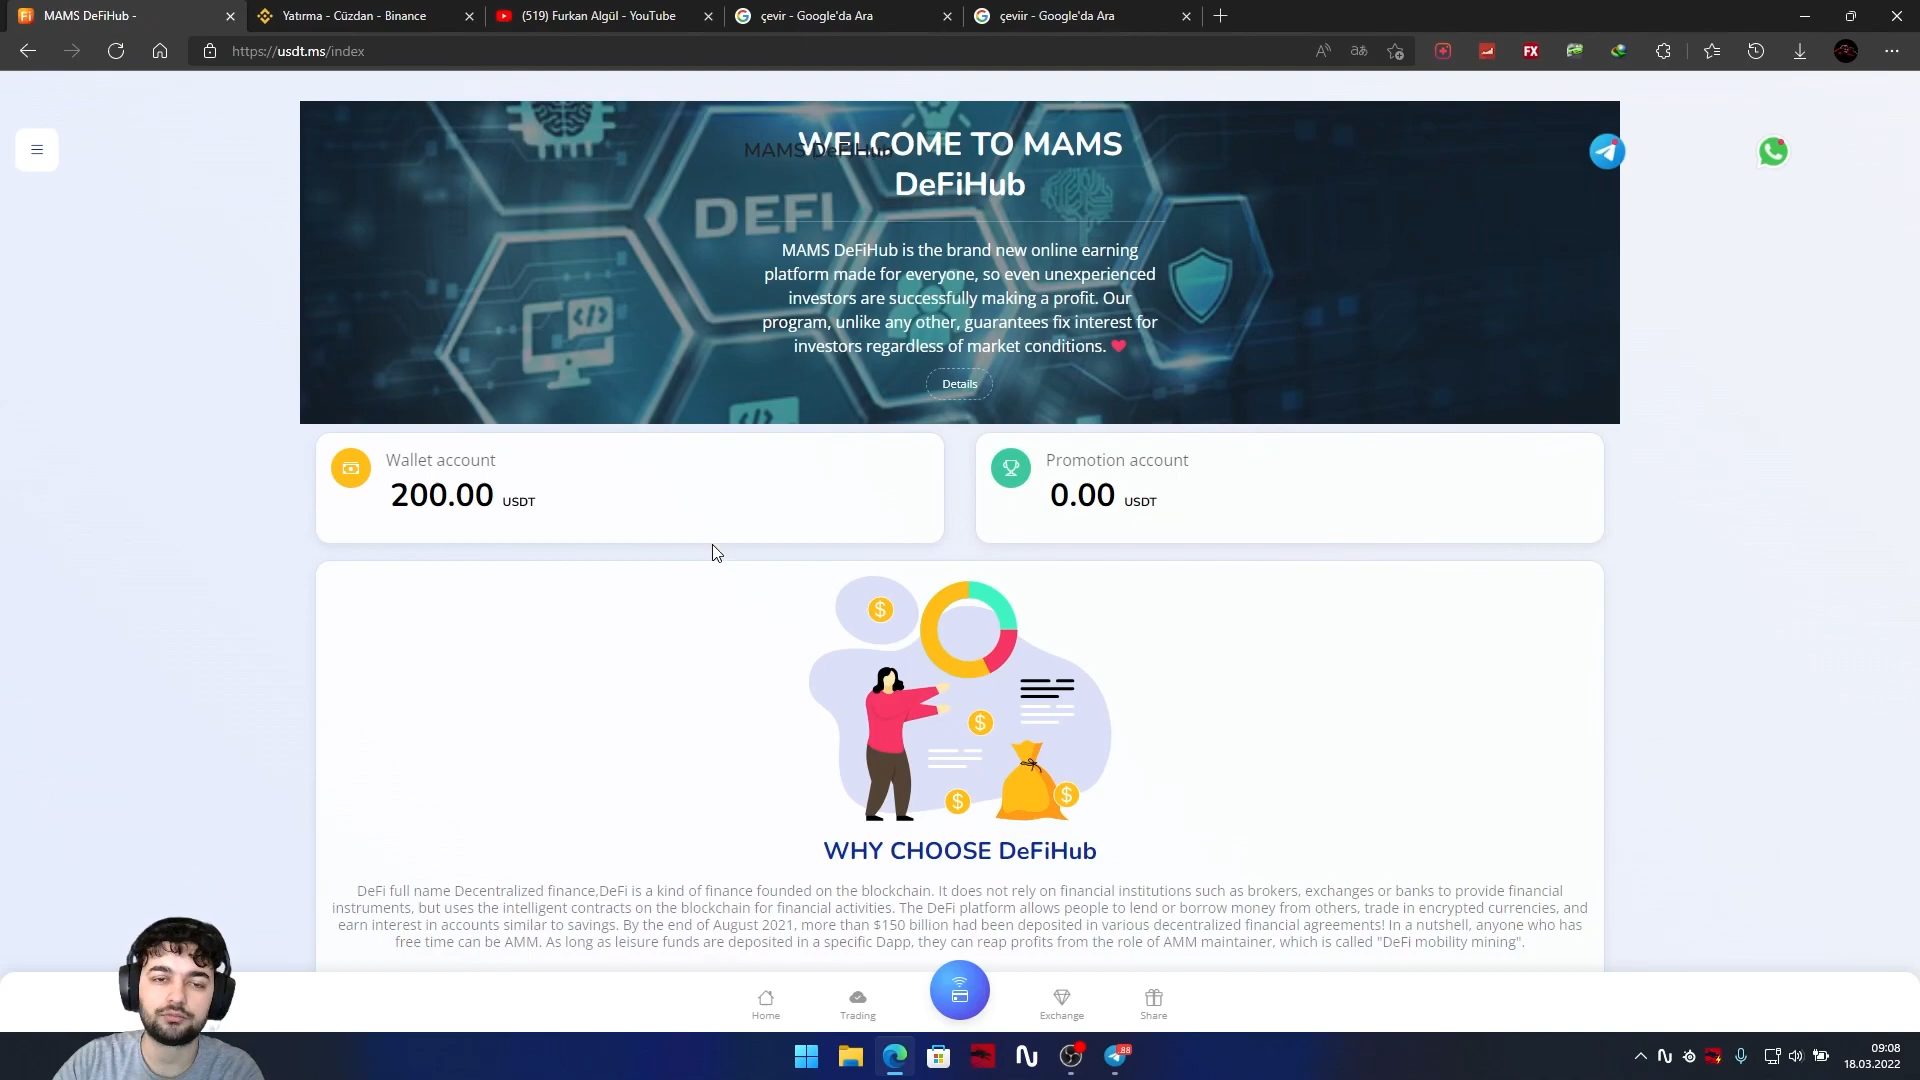 MAMS DeFiHub -
Yatırma - Cüzdan - Binance
(519) Furkan Algül - YouTube
çevir - Google'da Ara
çeviir - Google'da Ara
https://usdt.ms/index
WELCOME TO MAMS
MAMS DeFiHub
DeFiHub
DEFI
MAMS DeFiHub is the brand new online earning
platform made for everyone, so even unexperienced
investors are successfully making a profit. Our
program, unlike any other, guarantees fix interest for
investors regardless of market conditions.
Details
Wallet account
200.00 USDT
Promotion account
0.00 USDT
WHY CHOOSE DeFiHub
DeFi full name Decentralized finance,DeFi is a kind of finance founded on the blockchain. It does not rely on financial institutions such as brokers, exchanges or banks to provide financial
instruments, but uses the intelligent contracts on the blockchain for financial activities. The DeFi platform allows people to lend or borrow money from others, trade in encrypted currencies, and
earn interest in accounts similar to savings. By the end of August 2021, more than $150 billion had been deposited in various decentralized financial agreements! In a nutshell, anyone who has
free time can be AMM. As long as leisure funds are deposited in a specific Dapp, they can reap profits from the role of AMM maintainer, which is called "DeFi mobility mining".
Home
Trading
Exchange
Share
88
09:08
18.03.2022